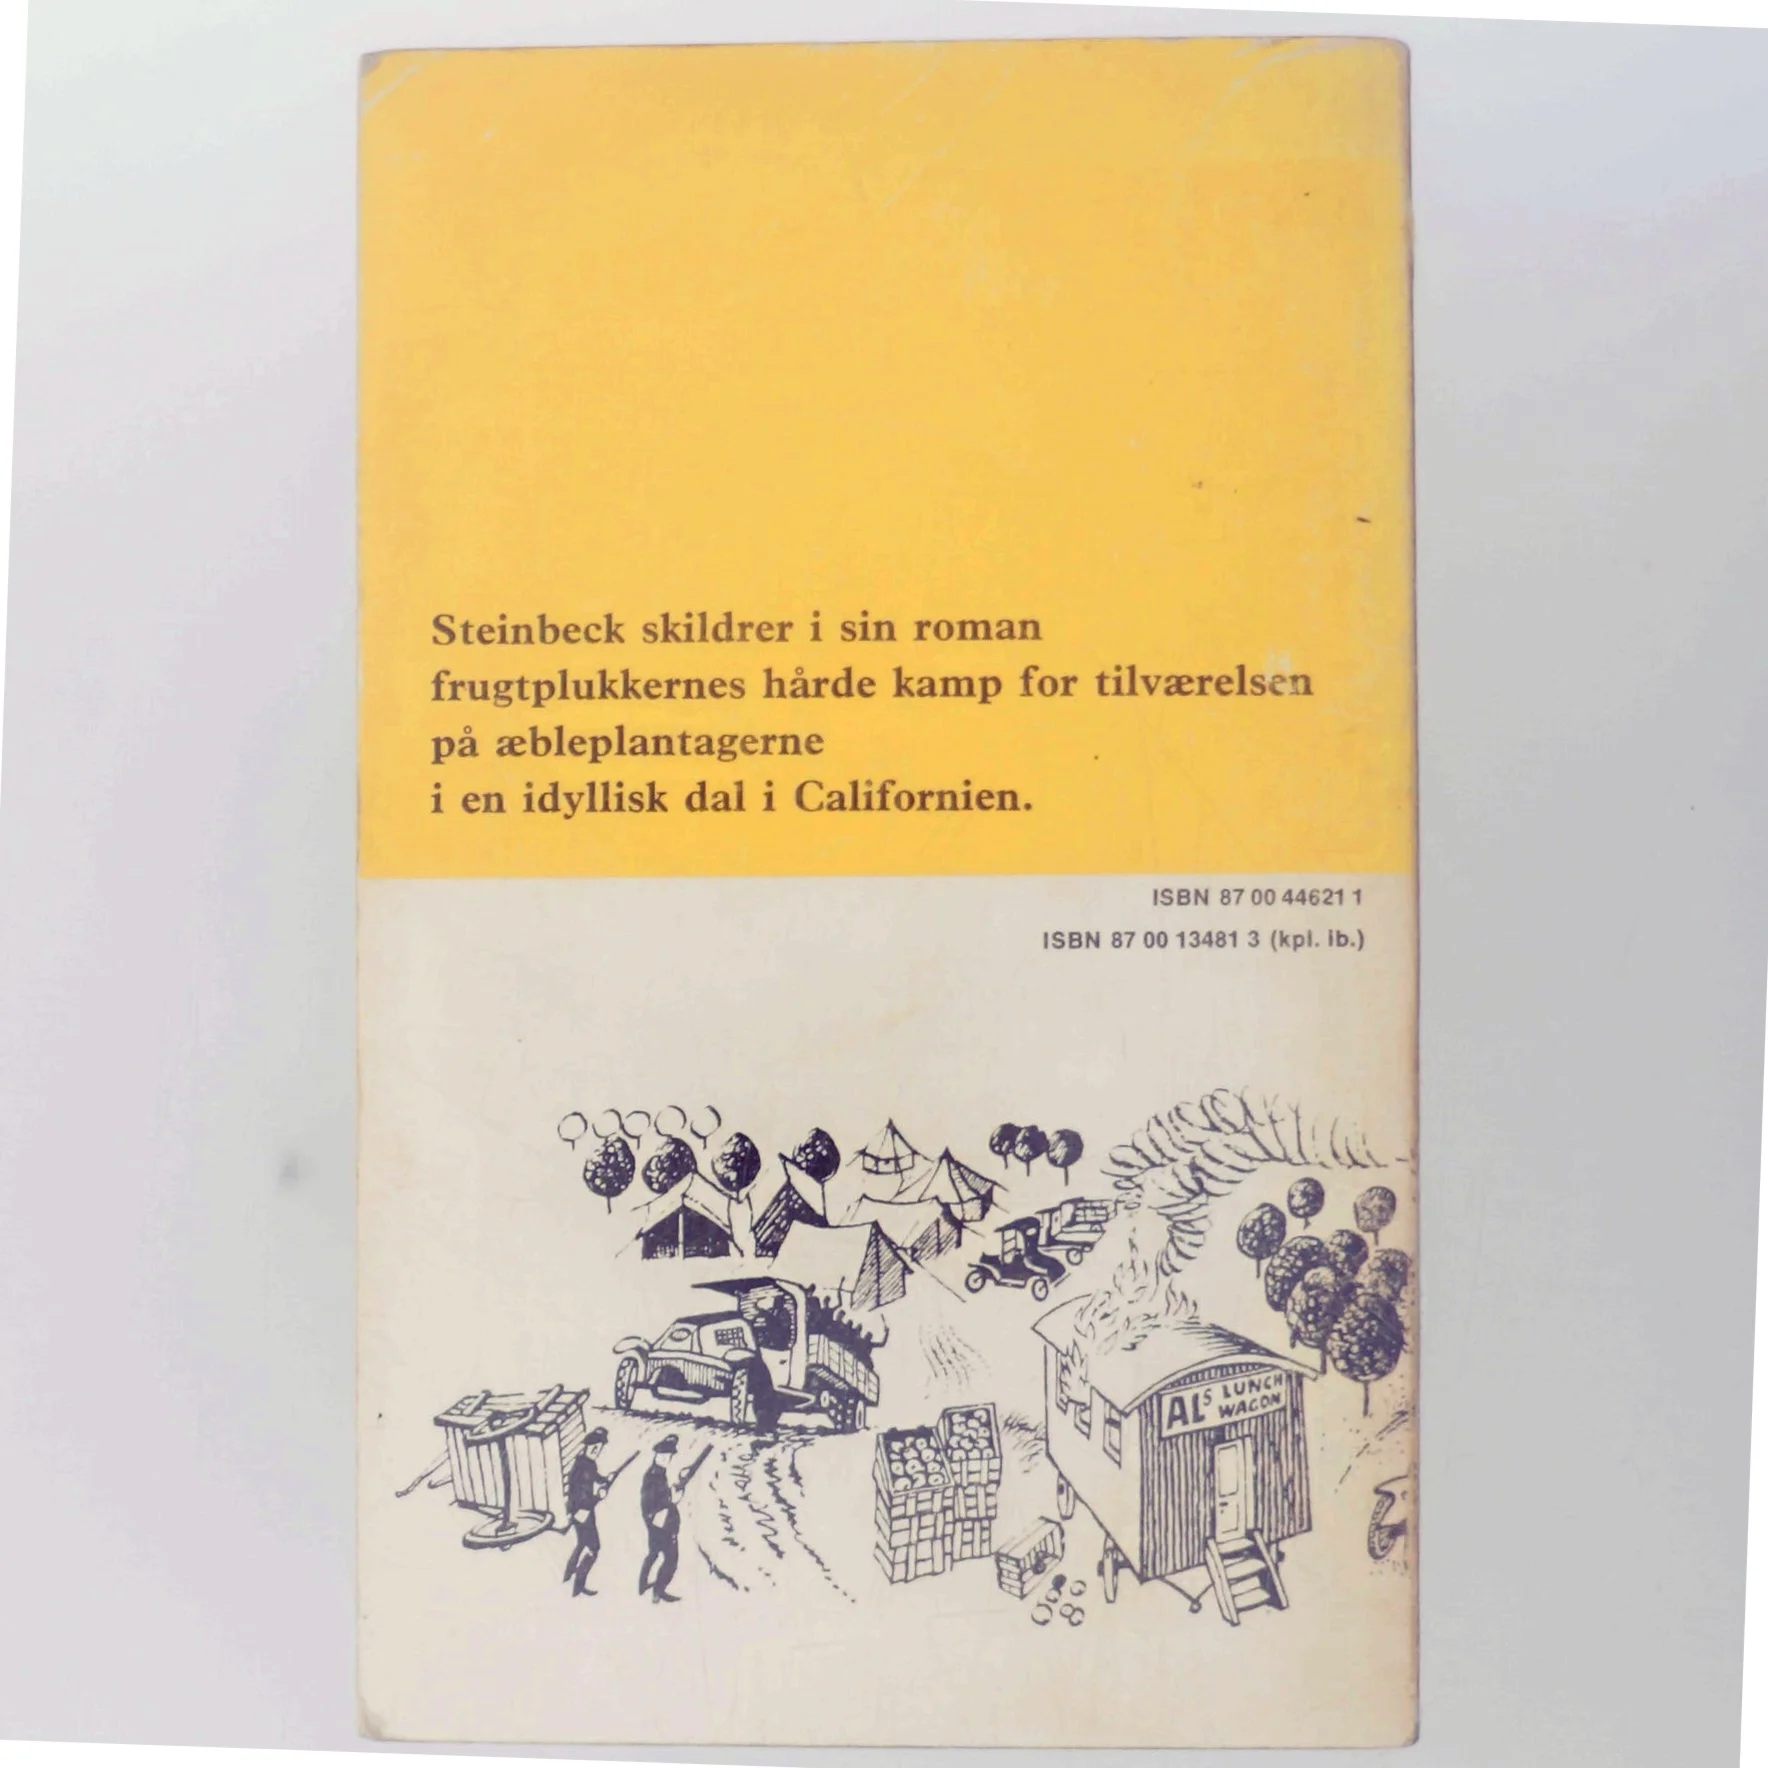 Steinbeck skildrer i sin roman
frugtplukkernes hårde kamp for tilværelsen
på æbleplantagerne
i en idyllisk dal i Californien.
ISBN 87 00 44621 1
ISBN 87 00 13481 3 (kpl. ib.)
ALS LUNCH
WAGON